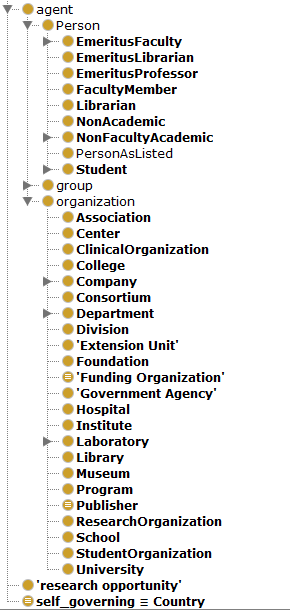 agent
Person
EmeritusFaculty
EmeritusLibrarian
EmeritusProfessor
FacultyMember
Librarian
NonAcademic
NonFacultyAcademic
PersonAsListed
Student
group
organization
Association
Center
ClinicalOrganization
College
Company
Consortium
Department
Division
'Extension Unit'
Foundation
'Funding Organization'
'Government Agency'
Hospital
Institute
Laboratory
Library
Museum
Program
Publisher
ResearchOrganization
School
StudentOrganization
University
'research opportunity'
self_governing ≡ Country